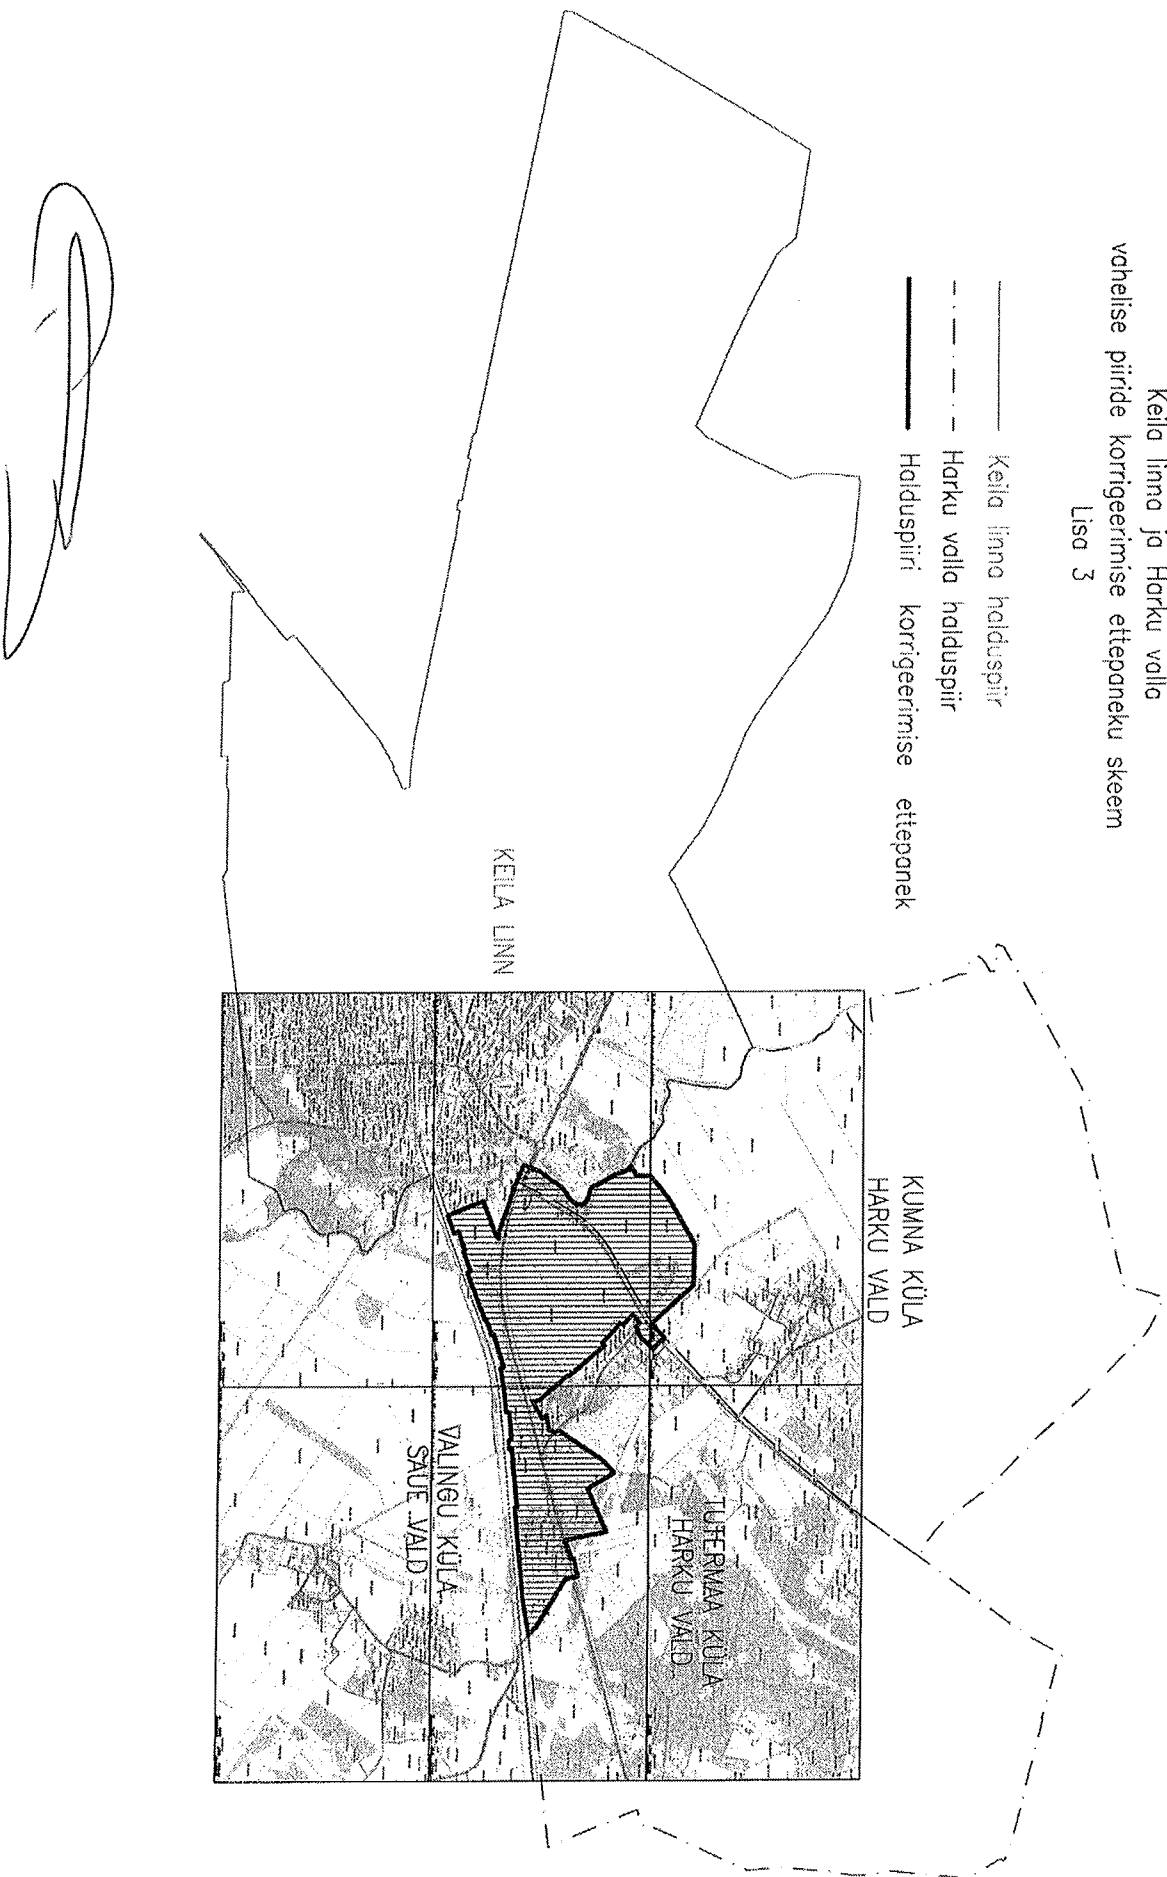 Keila linna ja Harku valla
vahelise piiride korrigeerimise ettepaneku skeem
Lisa 3
Keila linna halduspiir
Harku valla halduspiir
Halduspiiri korrigeerimise ettepanek
KEILA LINN
KUMNA KÜLA
HARKU VALD
TUTERMAA KÜLA
HARKU VALD
VALINGU KÜLA
SAUE VALD